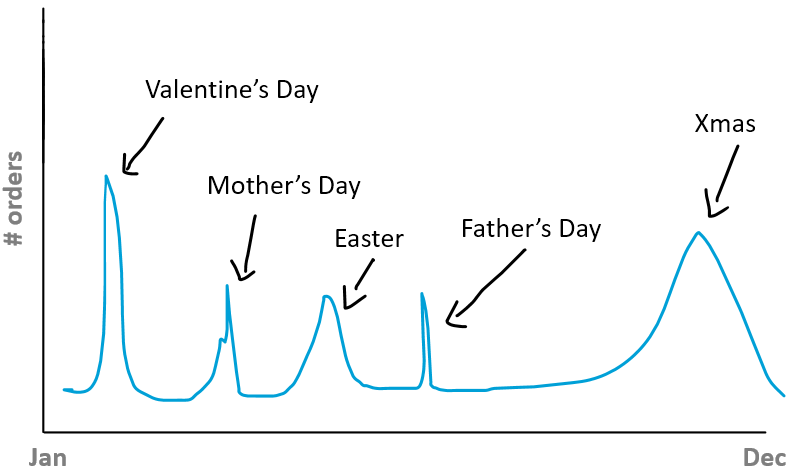 Valentine's Day
Xmas
Mother's Day
Easter
Father's Day
# orders
Jan
Dec